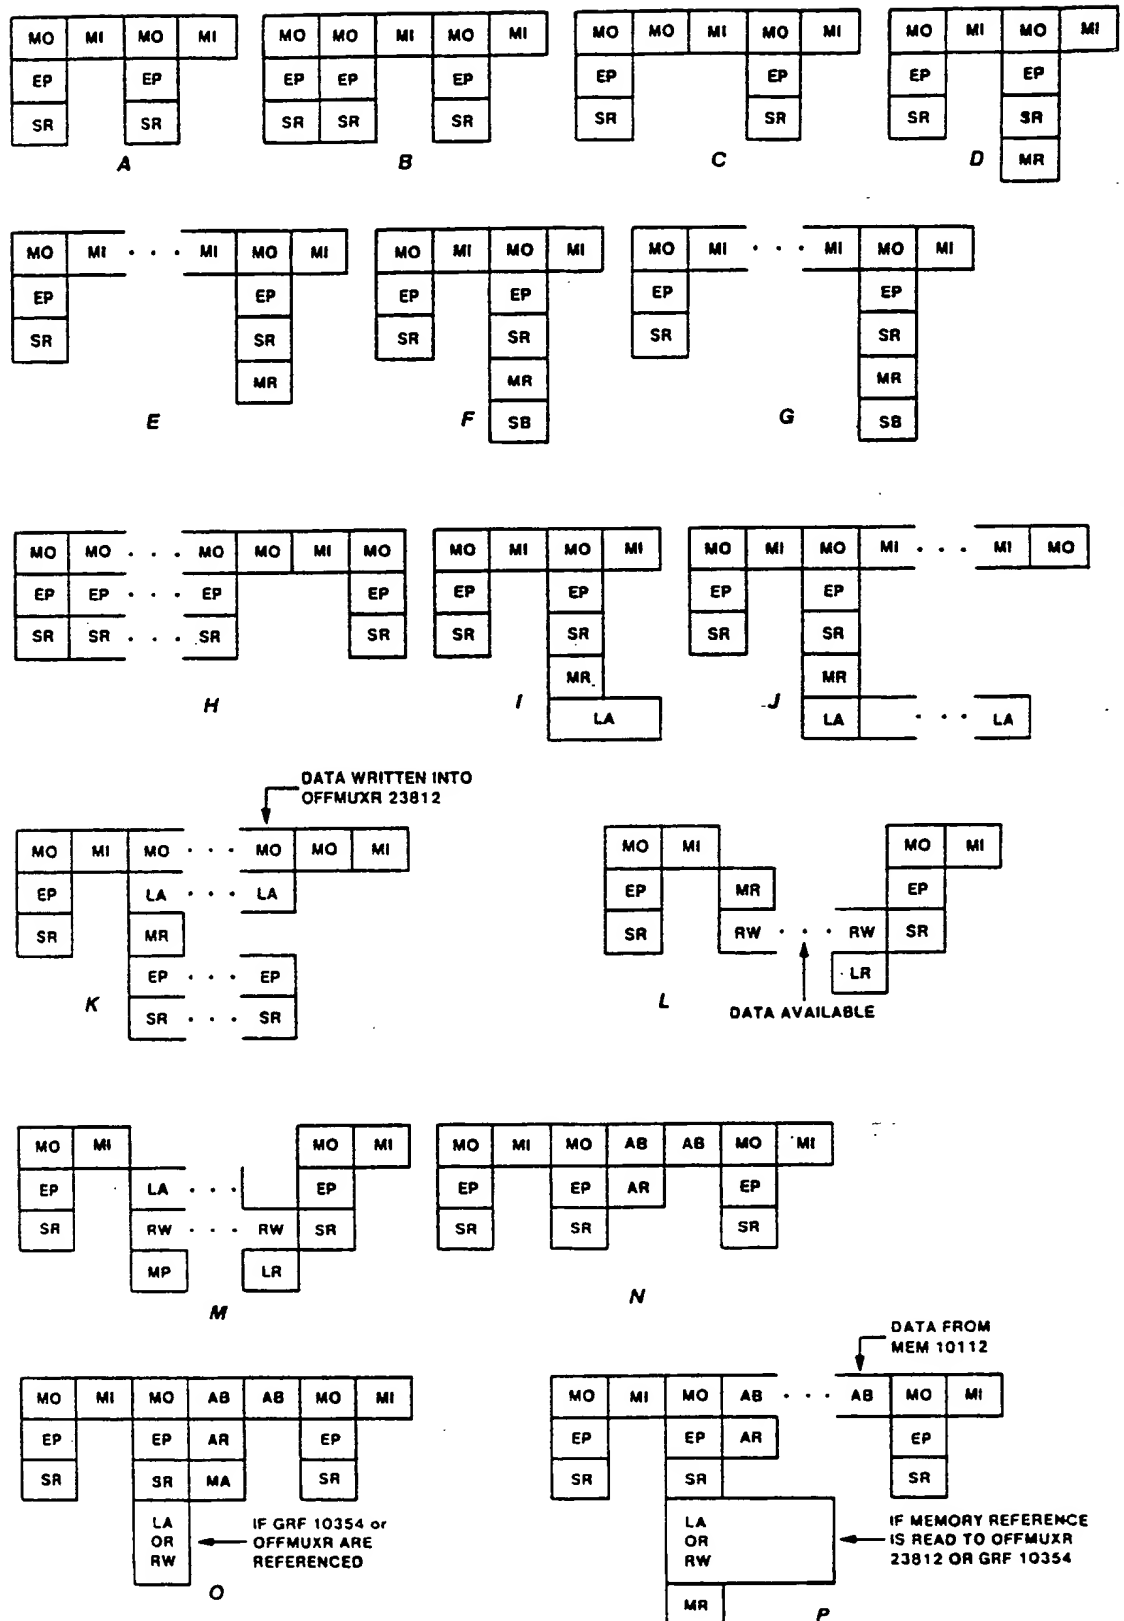 MO MI MO MI
EP EP
SR SR
A
MO MO MI MO MI
EP EP EP
SR SR SR
B
MO MO MI MO MI
EP EP
SR SR
C
MO MI MO MI
EP EP
SR SR
MR
D
MO MI · · · MI MO MI
EP EP
SR SR
MR
E
MO MI MO MI
EP EP
SR SR
MR
SB
F
MO MI · · · MI MO MI
EP EP
SR SR
MR
SB
G
MO MO · · · MO MO MI MO
EP EP · · · EP EP
SR SR · · · SR SR
H
MO MI MO MI
EP EP
SR SR
MR
LA
I
MO MI MO MI · · · MI MO
EP EP
SR SR
MR
LA · · · LA
J
DATA WRITTEN INTO
OFFMUXR 23812
MO MI MO · · · MO MO MI
EP LA · · · LA
SR MR
EP · · · EP
SR · · · SR
K
MO MI MO MI
EP MR EP
SR RW · · · RW SR
LR
DATA AVAILABLE
L
MO MI MO MI
EP LA · · · EP
SR RW · · · RW SR
MP LR
M
MO MI MO AB AB MO MI
EP EP AR EP
SR SR SR
N
MO MI MO AB AB MO MI
EP EP AR EP
SR SR MA SR
LA
OR
RW
IF GRF 10354 or
OFFMUXR ARE
REFERENCED
O
DATA FROM
MEM 10112
MO MI MO AB · · · AB MO MI
EP EP AR EP
SR SR SR
LA
OR
RW
IF MEMORY REFERENCE
IS READ TO OFFMUXR
23812 OR GRF 10354
MR
P